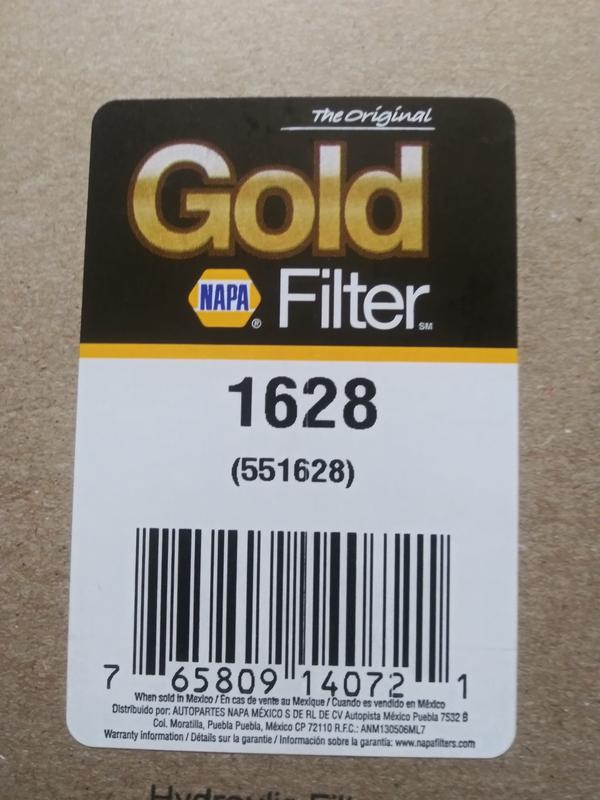 The Original
Gold
NAPA® Filter℠
1628
(551628)
7 65809 14072 1
When sold in Mexico / En cas de vente au Mexique / Cuando es vendido en México
Distribuido por: AUTOPARTES NAPA MÉXICO S DE RL DE CV Autopista México Puebla 7532 B
Col. Moratilla, Puebla Puebla, México CP 72110 R.F.C.: ANM130506ML7
Warranty information / Détails sur la garantie / Información sobre la garantía: www.napafilters.com
Hydraulic